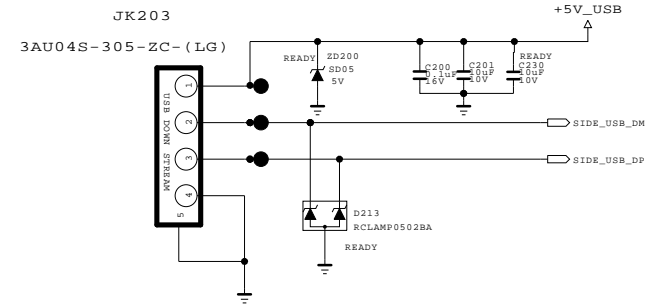 JK203
+5V_USB
3AU04S-305-ZC-(LG)
READY
ZD200
SD05
5V
C200
0.1uF
16V
C201
10uF
10V
READY
C230
10uF
10V
1
2
3
4
5
USB DOWN STREAM
SIDE_USB_DM
SIDE_USB_DP
D213
RCLAMP0502BA
READY